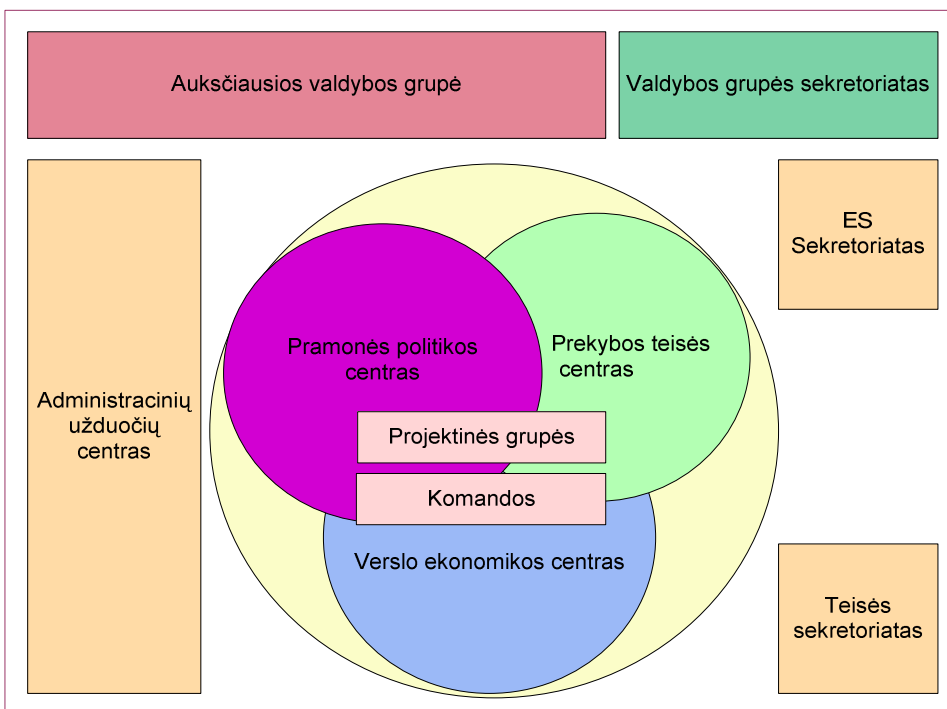 Auksčiausios valdybos grupė
Valdybos grupės sekretoriatas
ES
Sekretoriatas
Pramonės politikos
centras
Prekybos teisės
centras
Administracinių
užduočių
centras
Projektinės grupės
Komandos
Verslo ekonomikos centras
Teisės
sekretoriatas